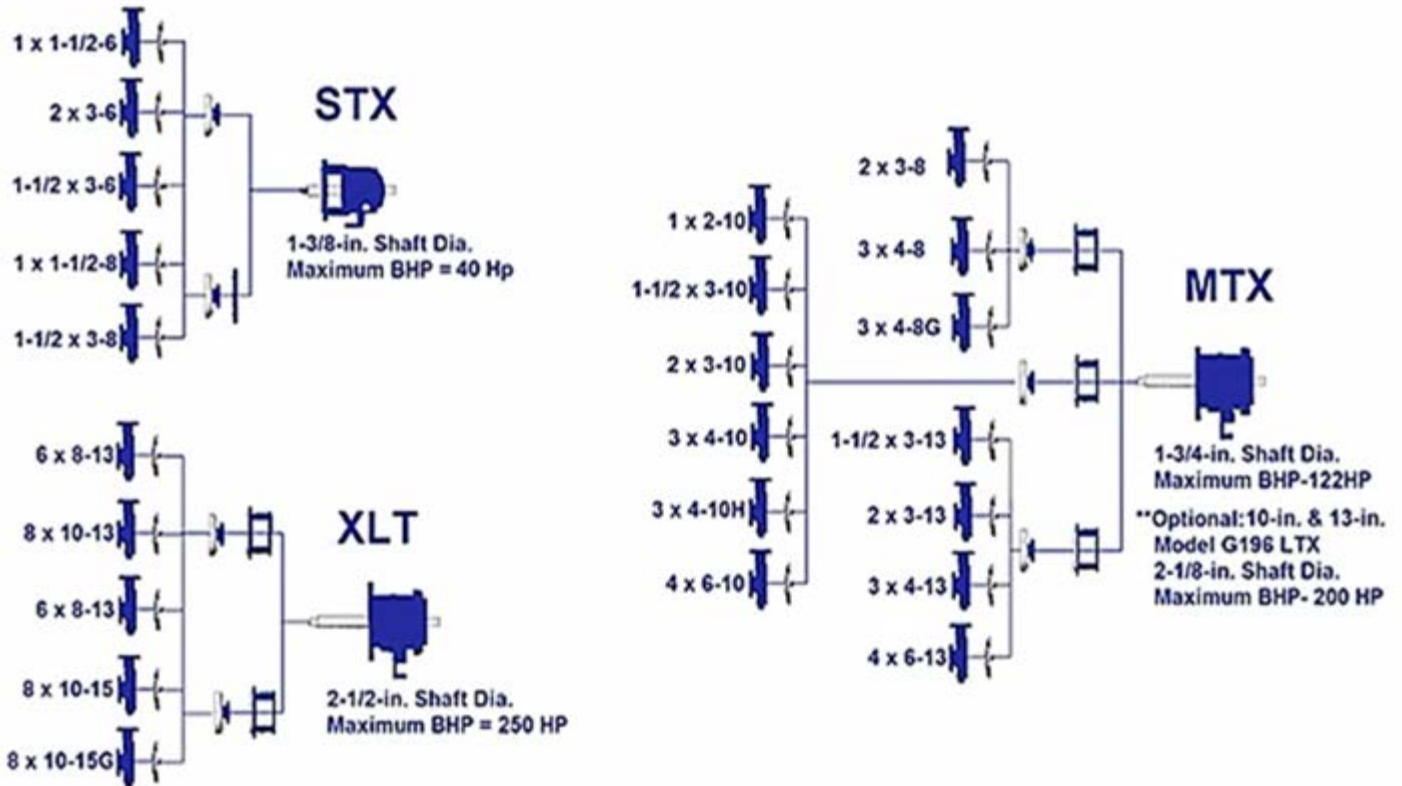 1 x 1-1/2-6
2 x 3-6
1-1/2 x 3-6
1 x 1-1/2-8
1-1/2 x 3-8
STX
1-3/8-in. Shaft Dia.
Maximum BHP = 40 Hp
6 x 8-13
8 x 10-13
6 x 8-13
8 x 10-15
8 x 10-15G
XLT
2-1/2-in. Shaft Dia.
Maximum BHP = 250 HP
1 x 2-10
1-1/2 x 3-10
2 x 3-10
3 x 4-10
3 x 4-10H
4 x 6-10
2 x 3-8
3 x 4-8
3 x 4-8G
1-1/2 x 3-13
2 x 3-13
3 x 4-13
4 x 6-13
MTX
1-3/4-in. Shaft Dia.
Maximum BHP-122HP
**Optional:10-in. & 13-in.
Model G196 LTX
2-1/8-in. Shaft Dia.
Maximum BHP- 200 HP